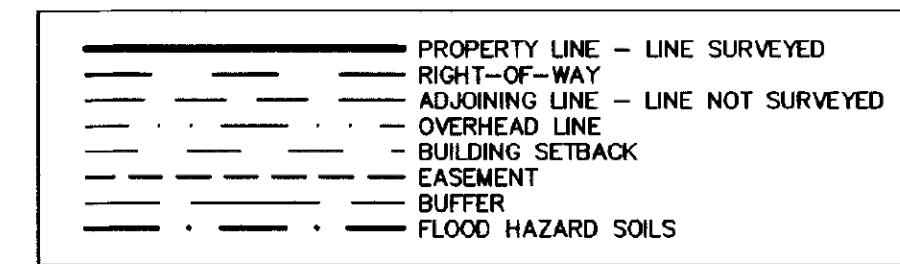 PROPERTY LINE – LINE SURVEYED
RIGHT–OF–WAY
ADJOINING LINE – LINE NOT SURVEYED
OVERHEAD LINE
BUILDING SETBACK
EASEMENT
BUFFER
FLOOD HAZARD SOILS